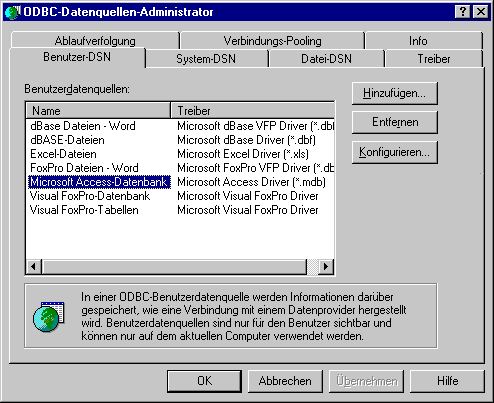 ODBC-Datenquellen-Administrator
Ablaufverfolgung Verbindungs-Pooling Info
Benutzer-DSN System-DSN Datei-DSN Treiber
Benutzerdatenquellen:
Name Treiber
dBase Dateien - Word Microsoft dBase VFP Driver (*.dbf
dBASE-Dateien Microsoft dBase Driver (*.dbf)
Excel-Dateien Microsoft Excel Driver (*.xls)
FoxPro Dateien - Word Microsoft FoxPro VFP Driver (*.dbf
Microsoft Access-Datenbank Microsoft Access Driver (*.mdb)
Visual FoxPro-Datenbank Microsoft Visual FoxPro Driver
Visual FoxPro-Tabellen Microsoft Visual FoxPro Driver
Hinzufügen...
Entfernen
Konfigurieren...
In einer ODBC-Benutzerdatenquelle werden Informationen darüber
gespeichert, wie eine Verbindung mit einem Datenprovider hergestellt
wird. Benutzerdatenquellen sind nur für den Benutzer sichtbar und
können nur auf dem aktuellen Computer verwendet werden.
OK Abbrechen Übernehmen Hilfe